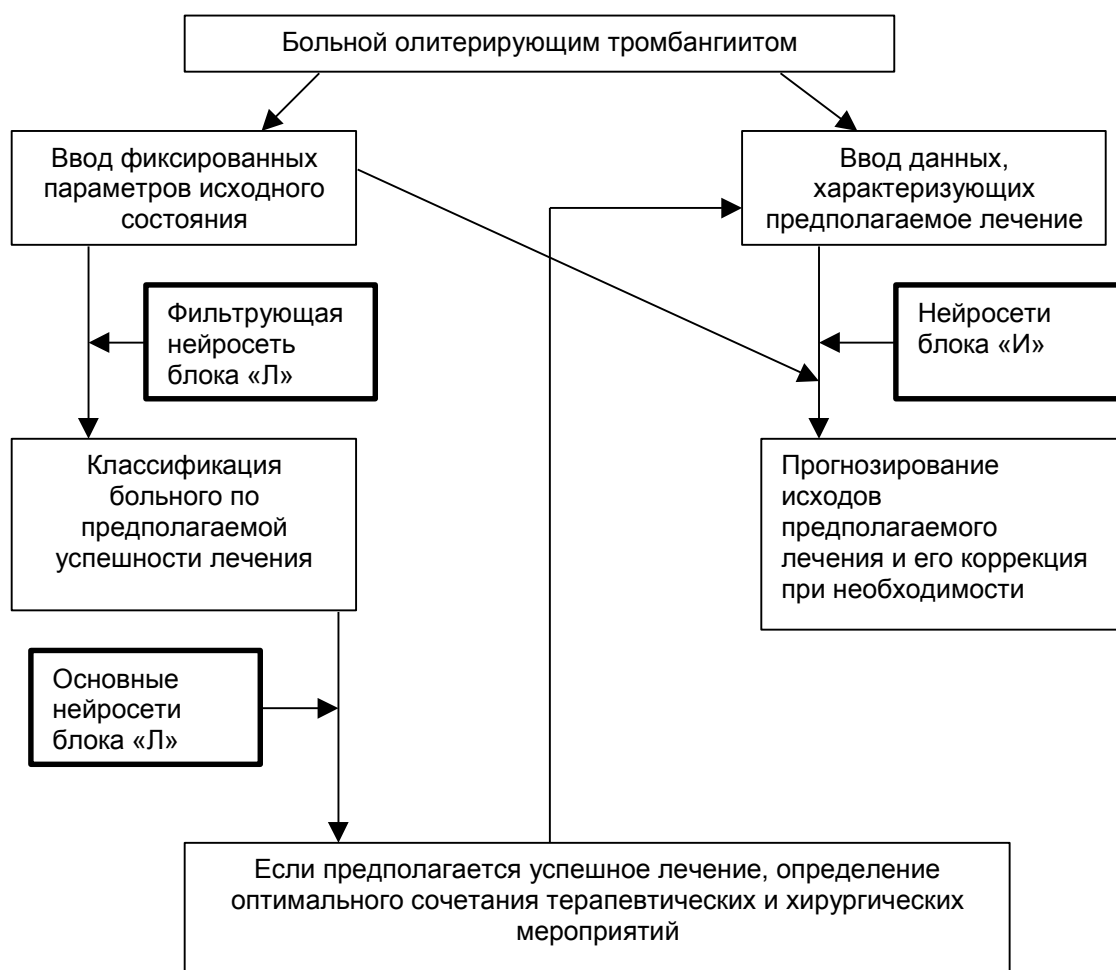 Больной олитерирующим тромбангиитом
Ввод фиксированных
параметров исходного
состояния
Ввод данных,
характеризующих
предполагаемое лечение
Фильтрующая
нейросеть
блока «Л»
Нейросети
блока «И»
Классификация
больного по
предполагаемой
успешности лечения
Прогнозирование
исходов
предполагаемого
лечения и его коррекция
при необходимости
Основные
нейросети
блока «Л»
Если предполагается успешное лечение, определение
оптимального сочетания терапевтических и хирургических
мероприятий